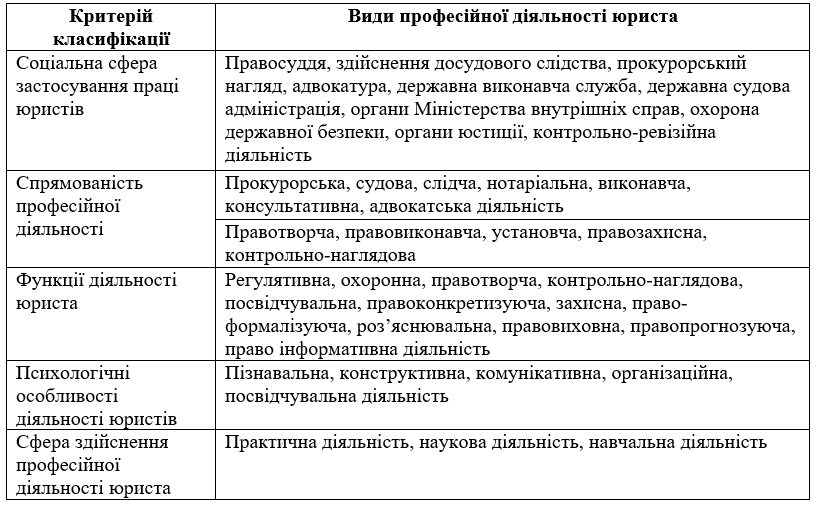 Критерій
класифікації
Види професійної діяльності юриста
Соціальна сфера
застосування праці
юристів
Правосуддя, здійснення досудового слідства, прокурорський
нагляд, адвокатура, державна виконавча служба, державна судова
адміністрація, органи Міністерства внутрішніх справ, охорона
державної безпеки, органи юстиції, контрольно-ревізійна
діяльність
Спрямованість
професійної
діяльності
Прокурорська, судова, слідча, нотаріальна, виконавча,
консультативна, адвокатська діяльність
Правотворча, правовиконавча, установча, правозахисна,
контрольно-наглядова
Функції діяльності
юриста
Регулятивна, охоронна, правотворча, контрольно-наглядова,
посвідчувальна, правоконкретизуюча, захисна, право-
формалізуюча, роз’яснювальна, правовиховна, правопрогнозуюча,
право інформативна діяльність
Психологічні
особливості
діяльності юристів
Пізнавальна, конструктивна, комунікативна, організаційна,
посвідчувальна діяльність
Сфера здійснення
професійної
діяльності юриста
Практична діяльність, наукова діяльність, навчальна діяльність